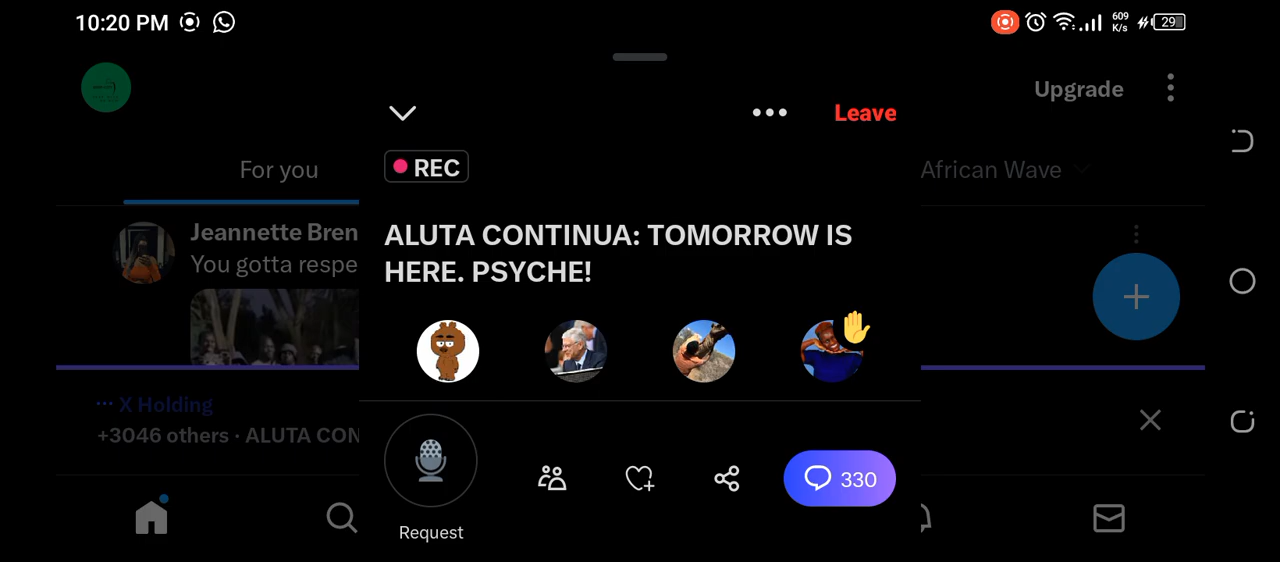 10:20 PM
609
K/s
29
Upgrade
Leave
REC
For you
African Wave
ALUTA CONTINUA: TOMORROW IS
HERE. PSYCHE!
Jeannette Bren
You gotta respe
X Holding
+3046 others · ALUTA CON
330
Request